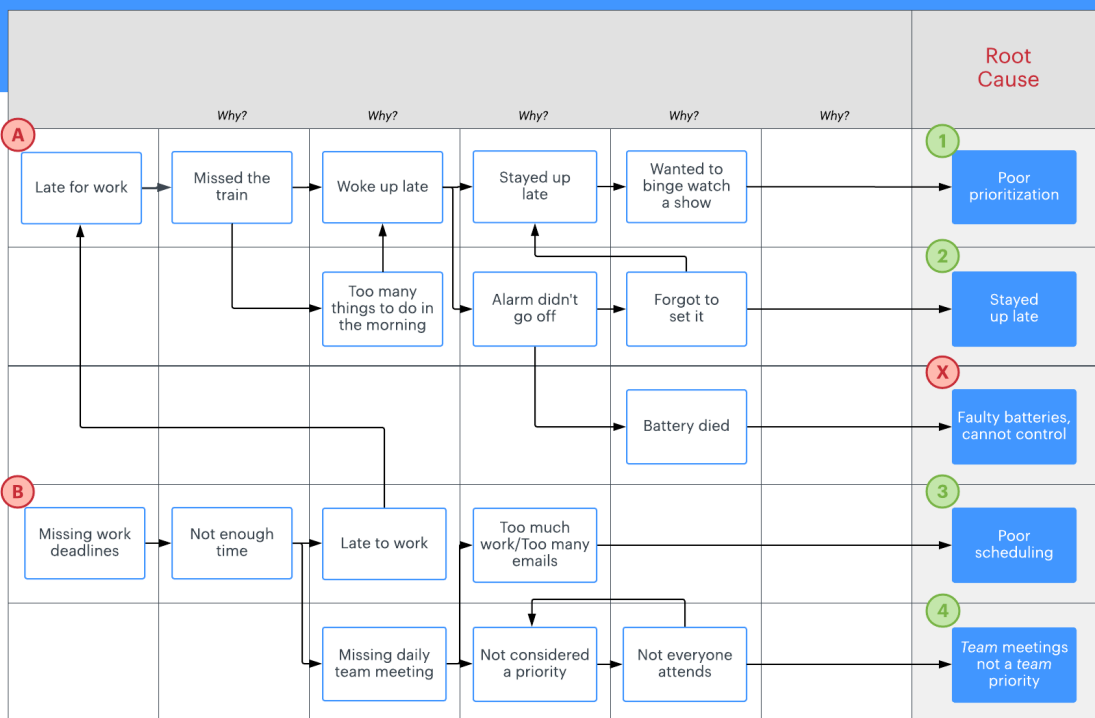 Root
Cause
Why?
Why?
Why?
Why?
Why?
A
Late for work
Missed the
train
Woke up late
Stayed up
late
Wanted to
binge watch
a show
1
Poor
prioritization
Too many
things to do in
the morning
Alarm didn't
go off
Forgot to
set it
2
Stayed
up late
Battery died
X
Faulty batteries,
cannot control
B
Missing work
deadlines
Not enough
time
Late to work
Too much
work/Too many
emails
3
Poor
scheduling
Missing daily
team meeting
Not considered
a priority
Not everyone
attends
4
Team meetings
not a team
priority